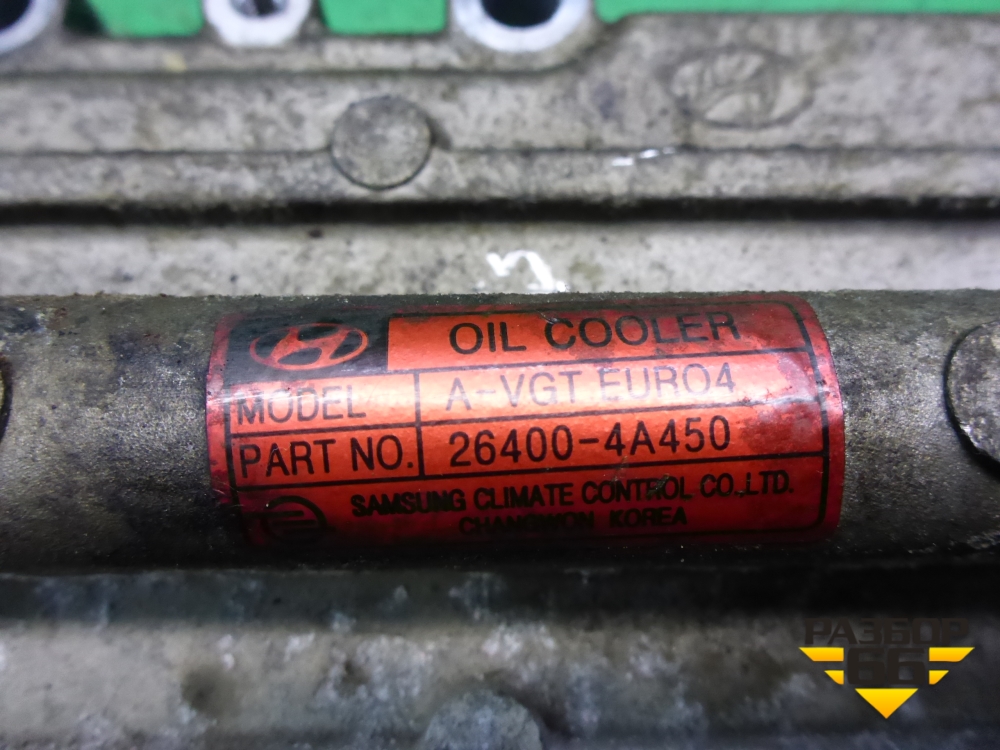 OIL COOLER
MODEL A-VGT EURO4
PART NO. 26400-4A450
SAMSUNG CLIMATE CONTROL CO.,LTD.
CHANGWON KOREA
РАЗБОР
66